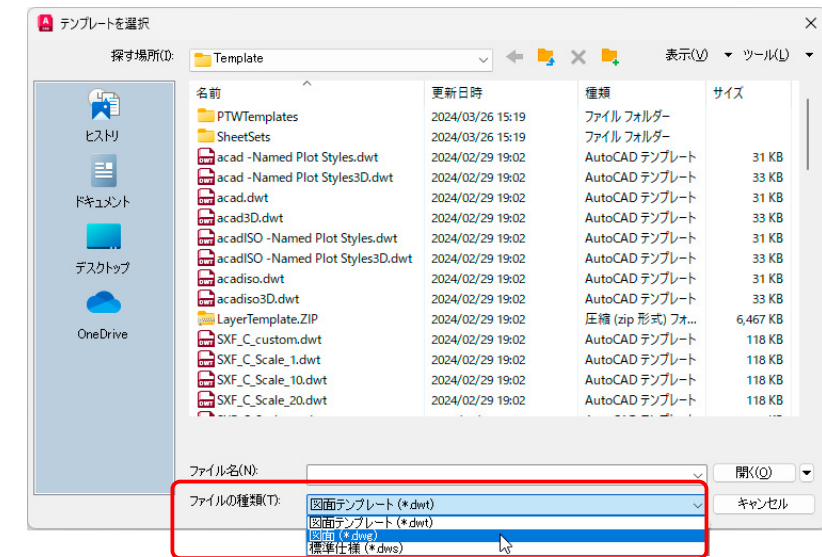 テンプレートを選択
探す場所(I): Template 表示(V) ツール(L)
名前 更新日時 種類 サイズ
PTWTemplates 2024/03/26 15:19 ファイル フォルダー
SheetSets 2024/03/26 15:19 ファイル フォルダー
acad -Named Plot Styles.dwt 2024/02/29 19:02 AutoCAD テンプレート 31 KB
acad -Named Plot Styles3D.dwt 2024/02/29 19:02 AutoCAD テンプレート 33 KB
acad.dwt 2024/02/29 19:02 AutoCAD テンプレート 31 KB
acad3D.dwt 2024/02/29 19:02 AutoCAD テンプレート 33 KB
acadISO -Named Plot Styles.dwt 2024/02/29 19:02 AutoCAD テンプレート 31 KB
acadISO -Named Plot Styles3D.dwt 2024/02/29 19:02 AutoCAD テンプレート 33 KB
acadiso.dwt 2024/02/29 19:02 AutoCAD テンプレート 31 KB
acadiso3D.dwt 2024/02/29 19:02 AutoCAD テンプレート 33 KB
LayerTemplate.ZIP 2024/02/29 19:02 圧縮 (zip 形式) フォ... 6,467 KB
SXF_C_custom.dwt 2024/02/29 19:02 AutoCAD テンプレート 118 KB
SXF_C_Scale_1.dwt 2024/02/29 19:02 AutoCAD テンプレート 118 KB
SXF_C_Scale_10.dwt 2024/02/29 19:02 AutoCAD テンプレート 118 KB
SXF_C_Scale_20.dwt 2024/02/29 19:02 AutoCAD テンプレート 118 KB
ヒストリ
ドキュメント
デスクトップ
OneDrive
ファイル名(N): 開く(O)
ファイルの種類(T): 図面テンプレート (*.dwt) キャンセル
図面テンプレート (*.dwt)
図面 (*.dwg)
標準仕様 (*.dws)